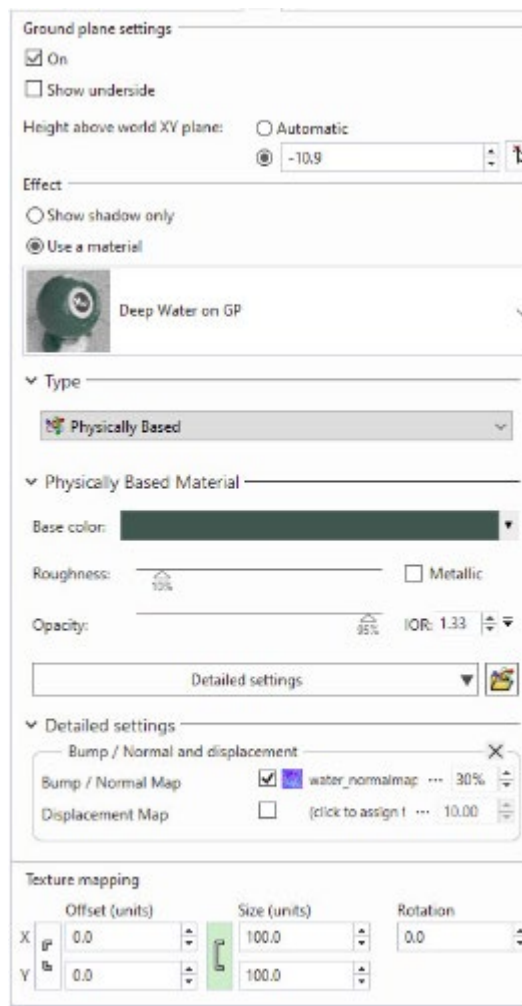 Ground plane settings
On
Show underside
Height above world XY plane: Automatic
-10.9
Effect
Show shadow only
Use a material
Deep Water on GP
Type
Physically Based
Physically Based Material
Base color:
Roughness: 10% Metallic
Opacity: 95% IOR: 1.33
Detailed settings
Detailed settings
Bump / Normal and displacement
Bump / Normal Map water_normalmap ... 30%
Displacement Map (click to assign t ... 10.00
Texture mapping
Offset (units) Size (units) Rotation
X 0.0 100.0 0.0
Y 0.0 100.0